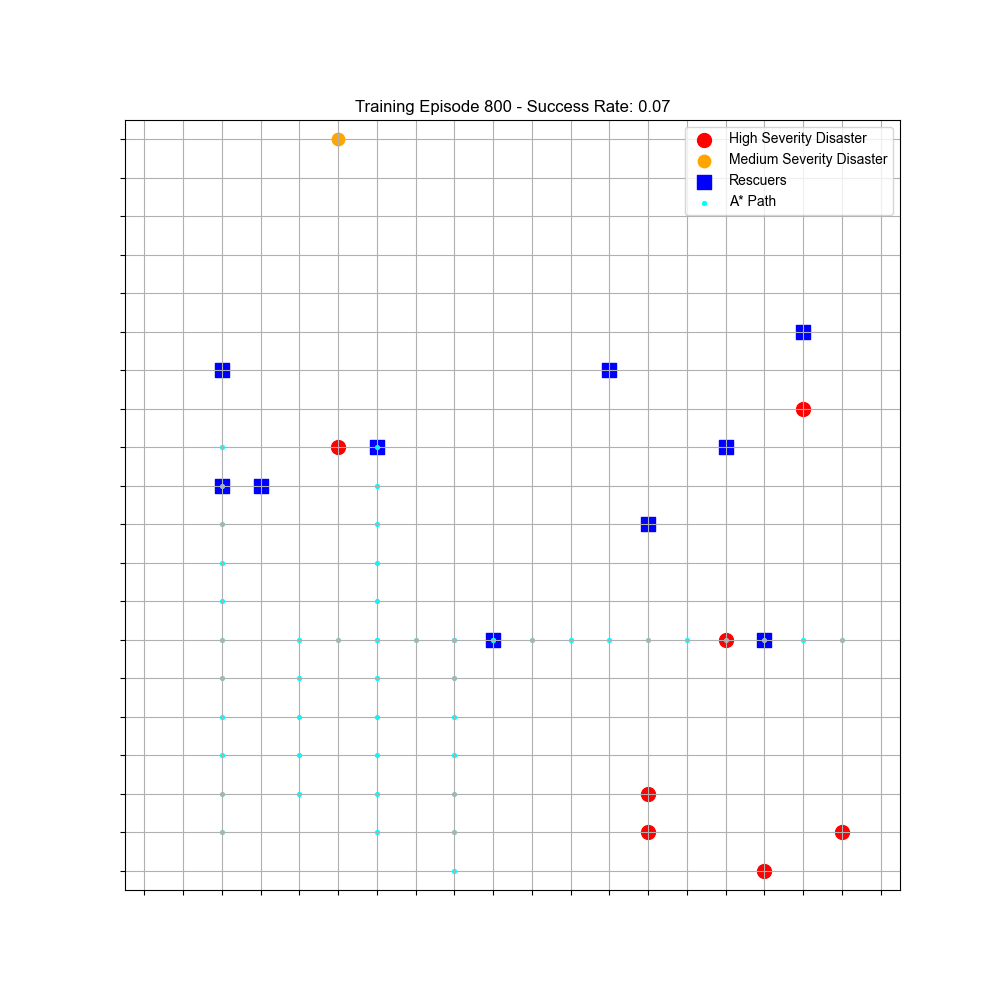 Training Episode 800 - Success Rate: 0.07
High Severity Disaster
Medium Severity Disaster
Rescuers
A* Path